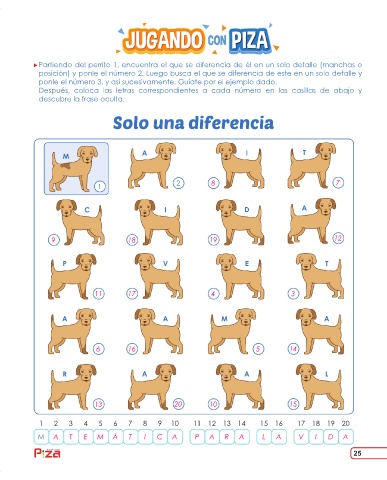 JUGANDO CON PIZA
▶Partiendo del perrito 1, encuentra el que se diferencia de él en un solo detalle (manchas o
posición) y ponle el número 2. Luego busca el que se diferencia de este en un solo detalle y
ponle el número 3, y así sucesivamente. Guíate por el ejemplo dado.
Después, coloca las letras correspondientes a cada número en las casillas de abajo y
descubre la frase oculta.
Solo una diferencia
M A I T
1 2 8 7
C I D A
9 18 19 12
P V E T
11 17 4 3
A A M A
6 16 5 14
R A A L
13 20 10 15
1 2 3 4 5 6 7 8 9 10 11 12 13 14 15 16 17 18 19 20
M A T E M Á T I C A P A R A L A V I D A
PIZA
25